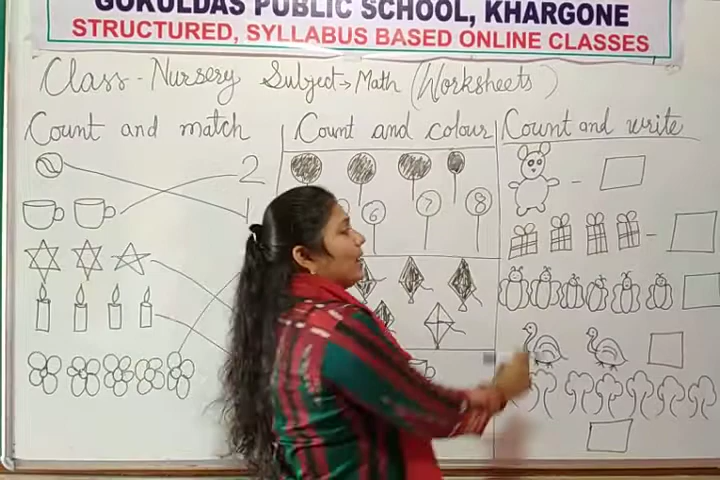 GOKULDAS PUBLIC SCHOOL, KHARGONE
STRUCTURED, SYLLABUS BASED ONLINE CLASSES
Class - Nursery Subject → Math (Worksheets)
Count and match
Count and colour
Count and write
2
1
6 7 8